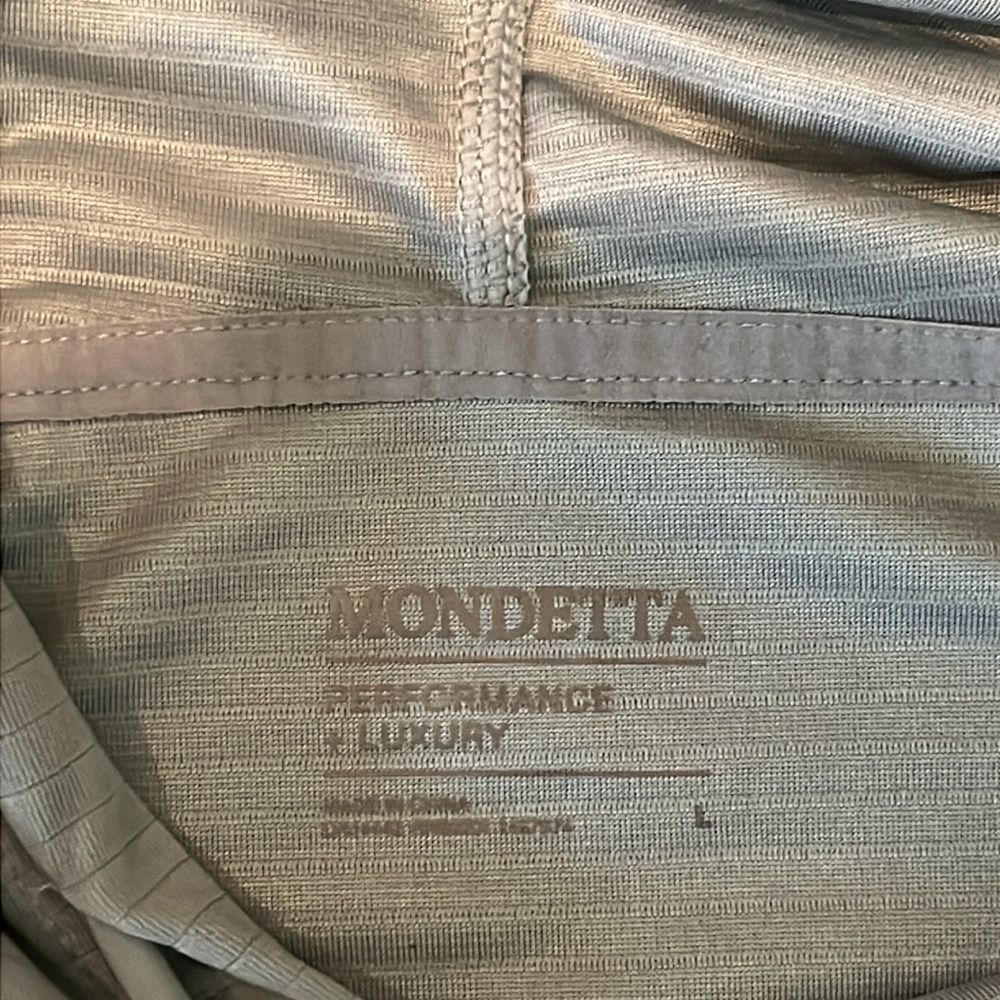 MONDETTA
PERFORMANCE
+ LUXURY
MADE IN CHINA
L